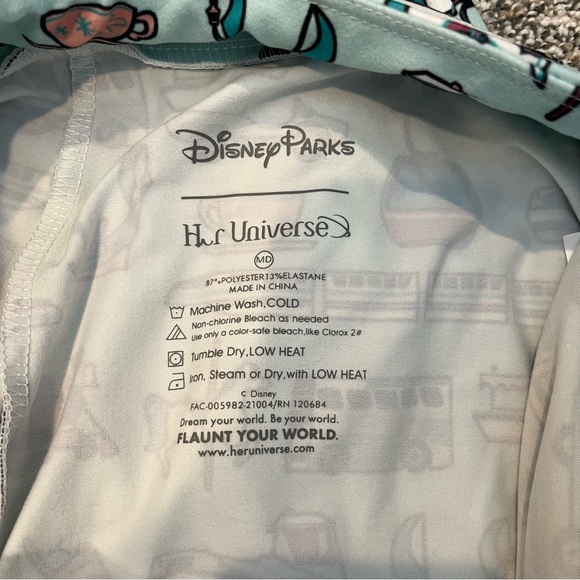 Disney Parks
Her Universe
MD
87%POLYESTER13%ELASTANE
MADE IN CHINA
Machine Wash,COLD
Non-chlorine Bleach as needed
Use only a color-safe bleach,like Clorox 2#
Tumble Dry,LOW HEAT
Iron, Steam or Dry,with LOW HEAT
© Disney
FAC-005982-21004/RN 120684
Dream your world. Be your world.
FLAUNT YOUR WORLD.
www.heruniverse.com